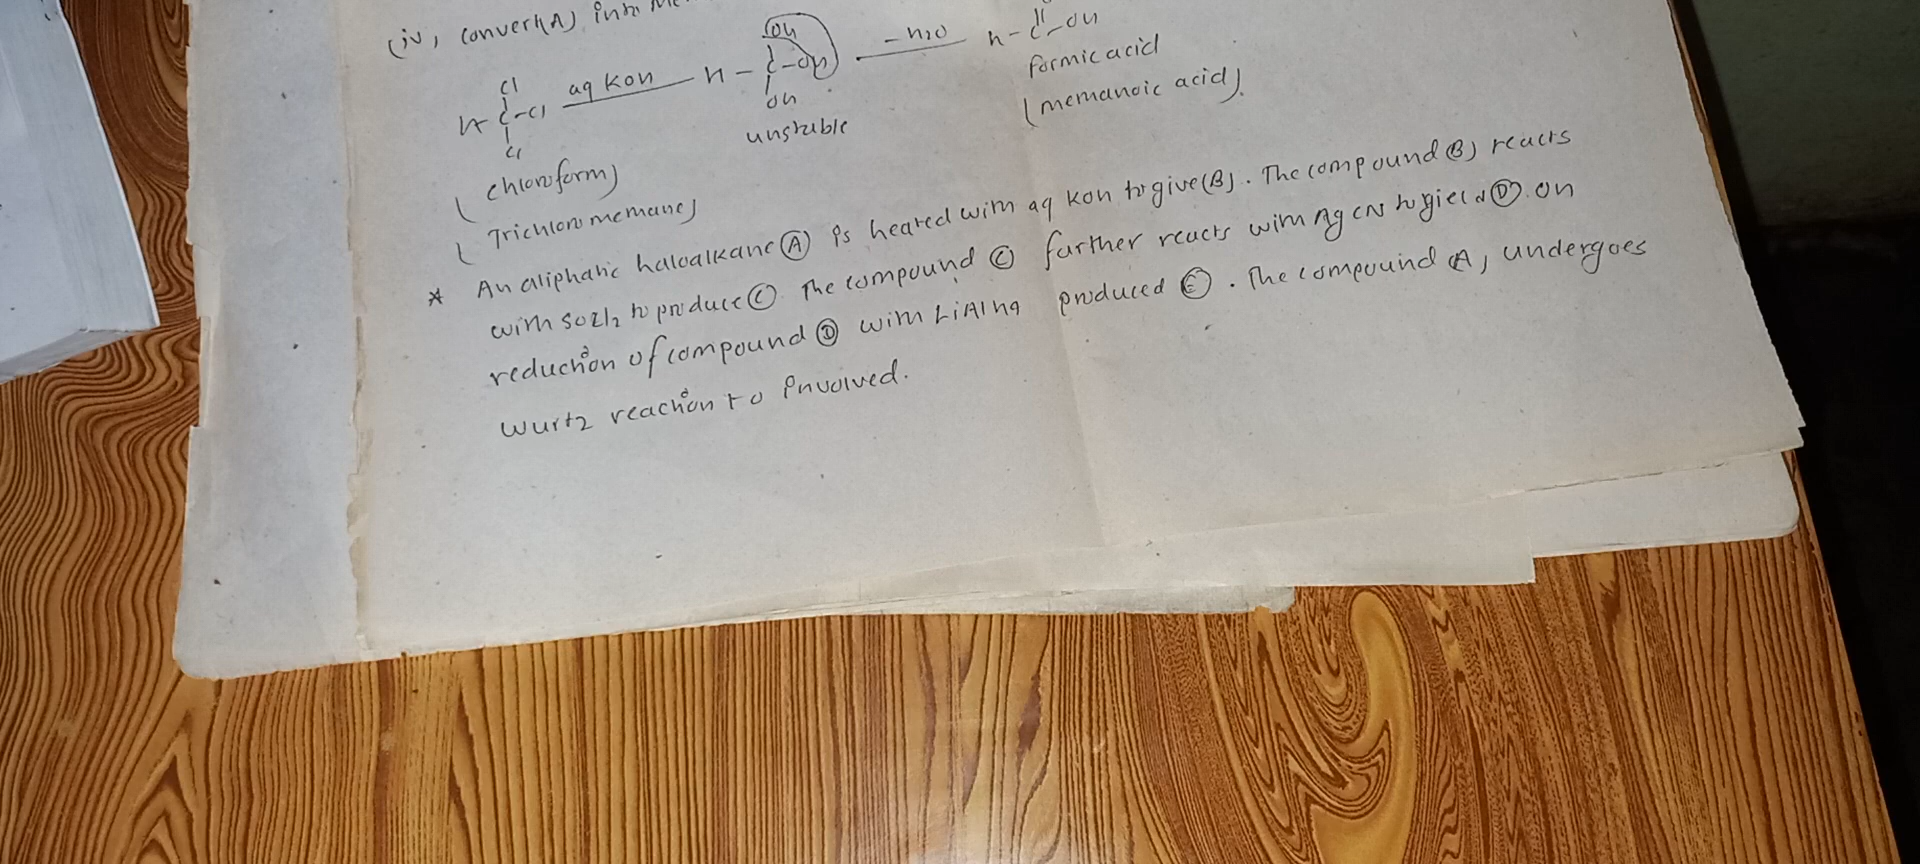 (iv) convert(A) into
Cl
H-C-Cl aq KOH H-C-OH -H2O H-C-OH
OH
O
Cl
OH
unstable
formic acid
(methanoic acid).
(chloroform)
(Trichloromethane)
* An aliphatic haloalkane (A) is heated with aq KOH to give (B). The compound (B) reacts
with SOCl2 to produce (C). The compound (C) further reacts with AgCN to yield (D). On
reduction of compound (D) with LiAlH4 produced (E). The compound (A) undergoes
wurtz reaction to involved.